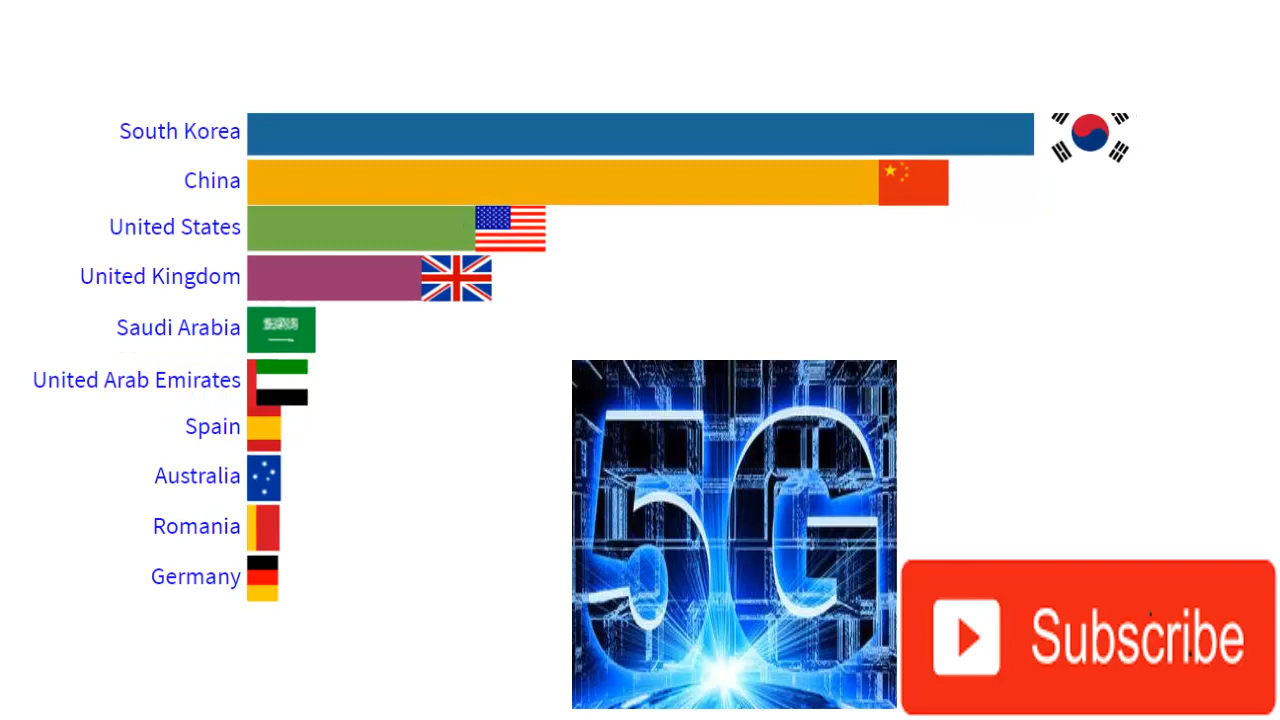 South Korea
China
United States
United Kingdom
Saudi Arabia
United Arab Emirates
Spain
Australia
Romania
Germany
5G
Subscribe